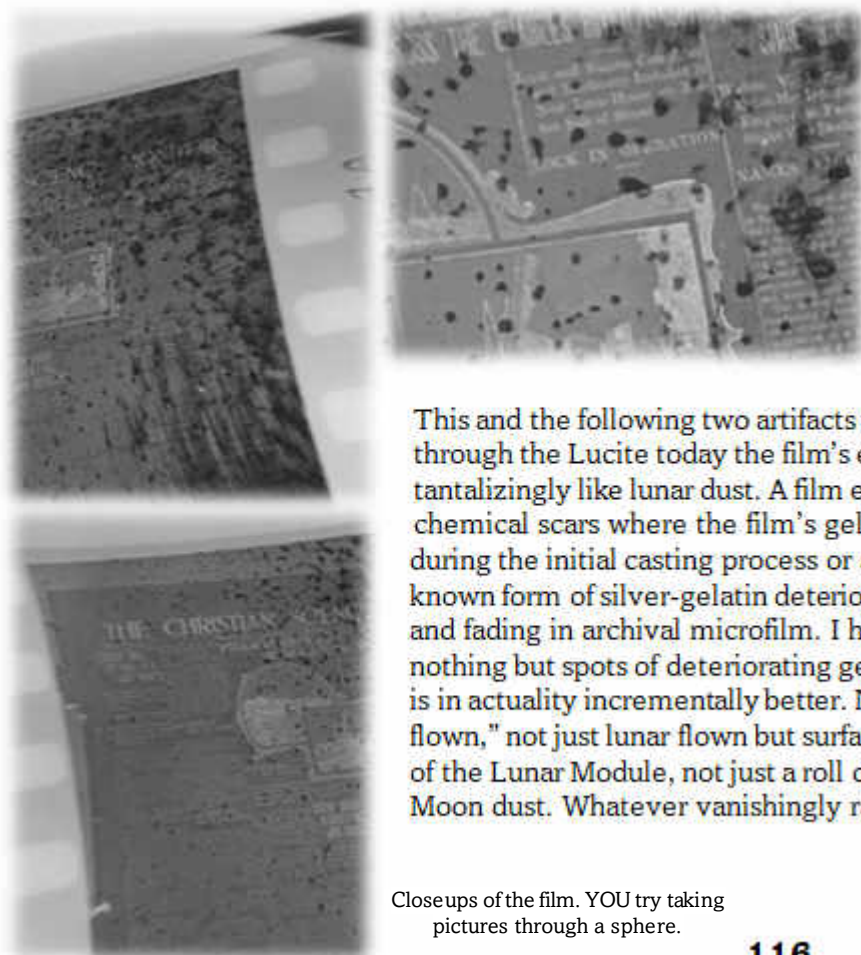 THE CHRISTIAN
This and the following two artifacts
through the Lucite today the film's e
tantalizingly like lunar dust. A film e
chemical scars where the film's gel
during the initial casting process or
known form of silver-gelatin deterio
and fading in archival microfilm. I h
nothing but spots of deteriorating ge
is in actuality incrementally better. N
flown," not just lunar flown but surfa
of the Lunar Module, not just a roll o
Moon dust. Whatever vanishingly r
Closeups of the film. YOU try taking
pictures through a sphere.
116